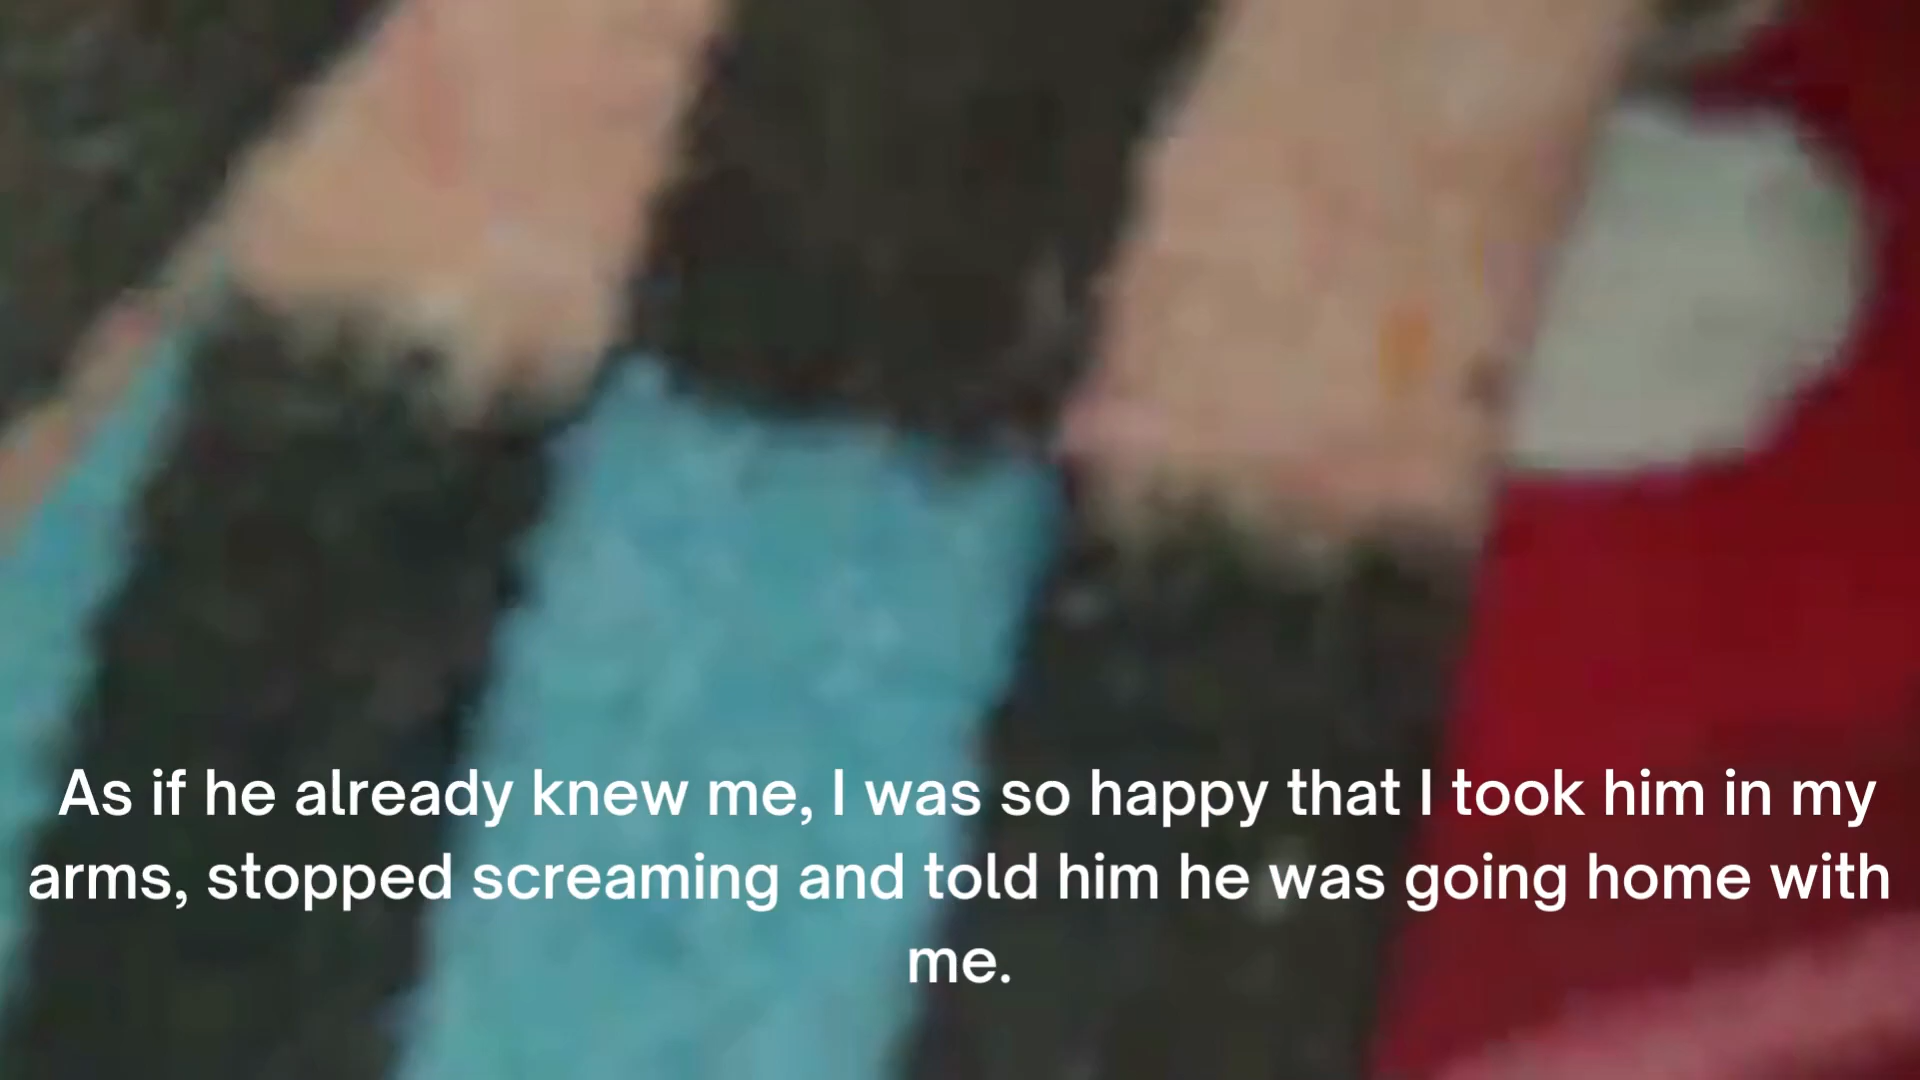 As if he already knew me, I was so happy that I took him in my
arms, stopped screaming and told him he was going home with
me.